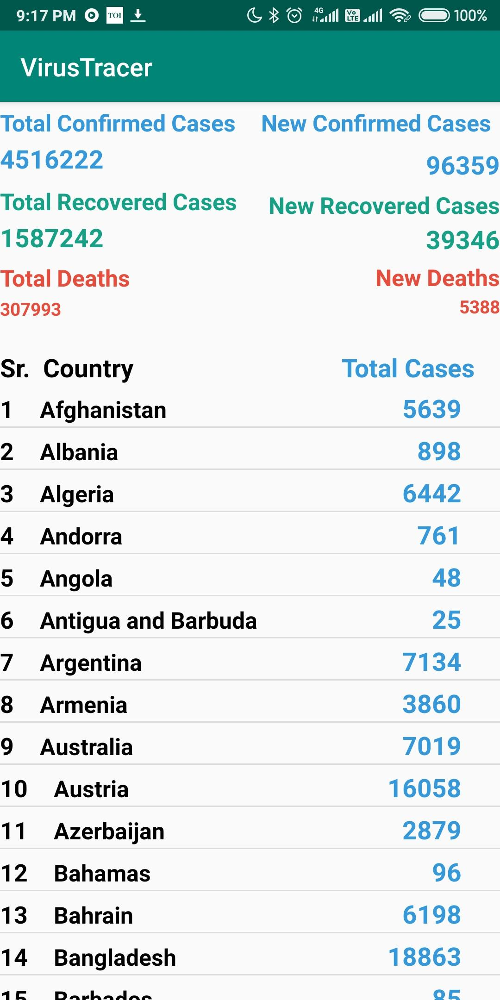 9:17 PM TOI 4G Vo LTE 100%
VirusTracer
Total Confirmed Cases New Confirmed Cases
4516222 96359
Total Recovered Cases New Recovered Cases
1587242 39346
Total Deaths New Deaths
307993 5388
Sr. Country Total Cases
1 Afghanistan 5639
2 Albania 898
3 Algeria 6442
4 Andorra 761
5 Angola 48
6 Antigua and Barbuda 25
7 Argentina 7134
8 Armenia 3860
9 Australia 7019
10 Austria 16058
11 Azerbaijan 2879
12 Bahamas 96
13 Bahrain 6198
14 Bangladesh 18863
15 Barbados 85